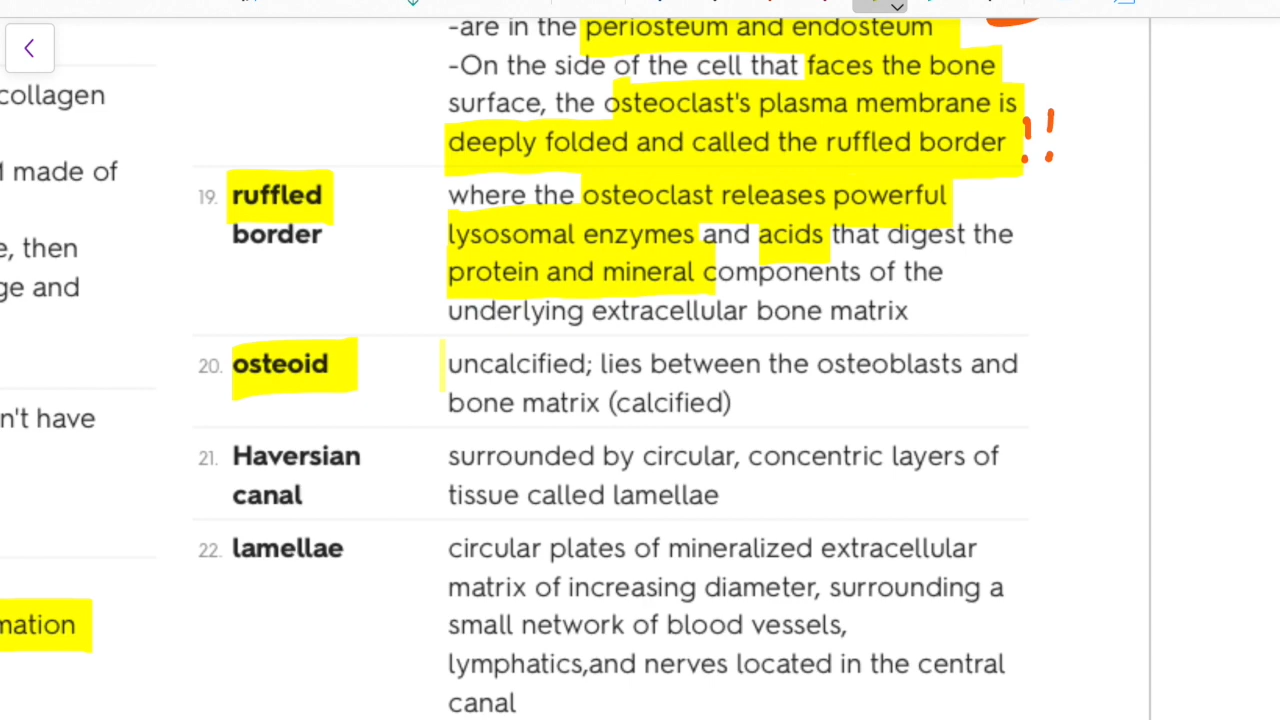 collagen
made of
e, then
ge and
n't have
mation
-are in the periosteum and endosteum
-On the side of the cell that faces the bone
surface, the osteoclast's plasma membrane is
deeply folded and called the ruffled border
!!
19. ruffled border
where the osteoclast releases powerful
lysosomal enzymes and acids that digest the
protein and mineral components of the
underlying extracellular bone matrix
20. osteoid
uncalcified; lies between the osteoblasts and
bone matrix (calcified)
21. Haversian canal
surrounded by circular, concentric layers of
tissue called lamellae
22. lamellae
circular plates of mineralized extracellular
matrix of increasing diameter, surrounding a
small network of blood vessels,
lymphatics,and nerves located in the central
canal